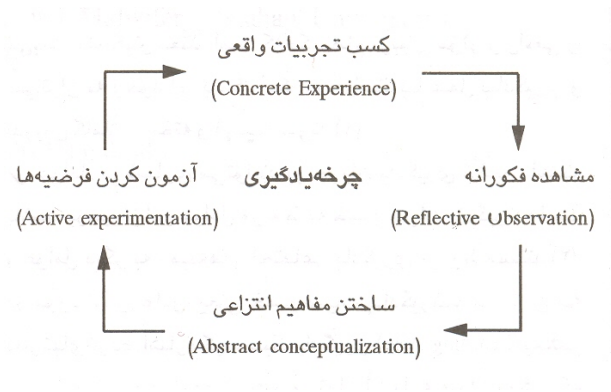 کسب تجربیات واقعی
(Concrete Experience)
مشاهده فکورانه
(Reflective Observation)
چرخه‌یادگیری
آزمون کردن فرضیه‌ها
(Active experimentation)
ساختن مفاهیم انتزاعی
(Abstract conceptualization)